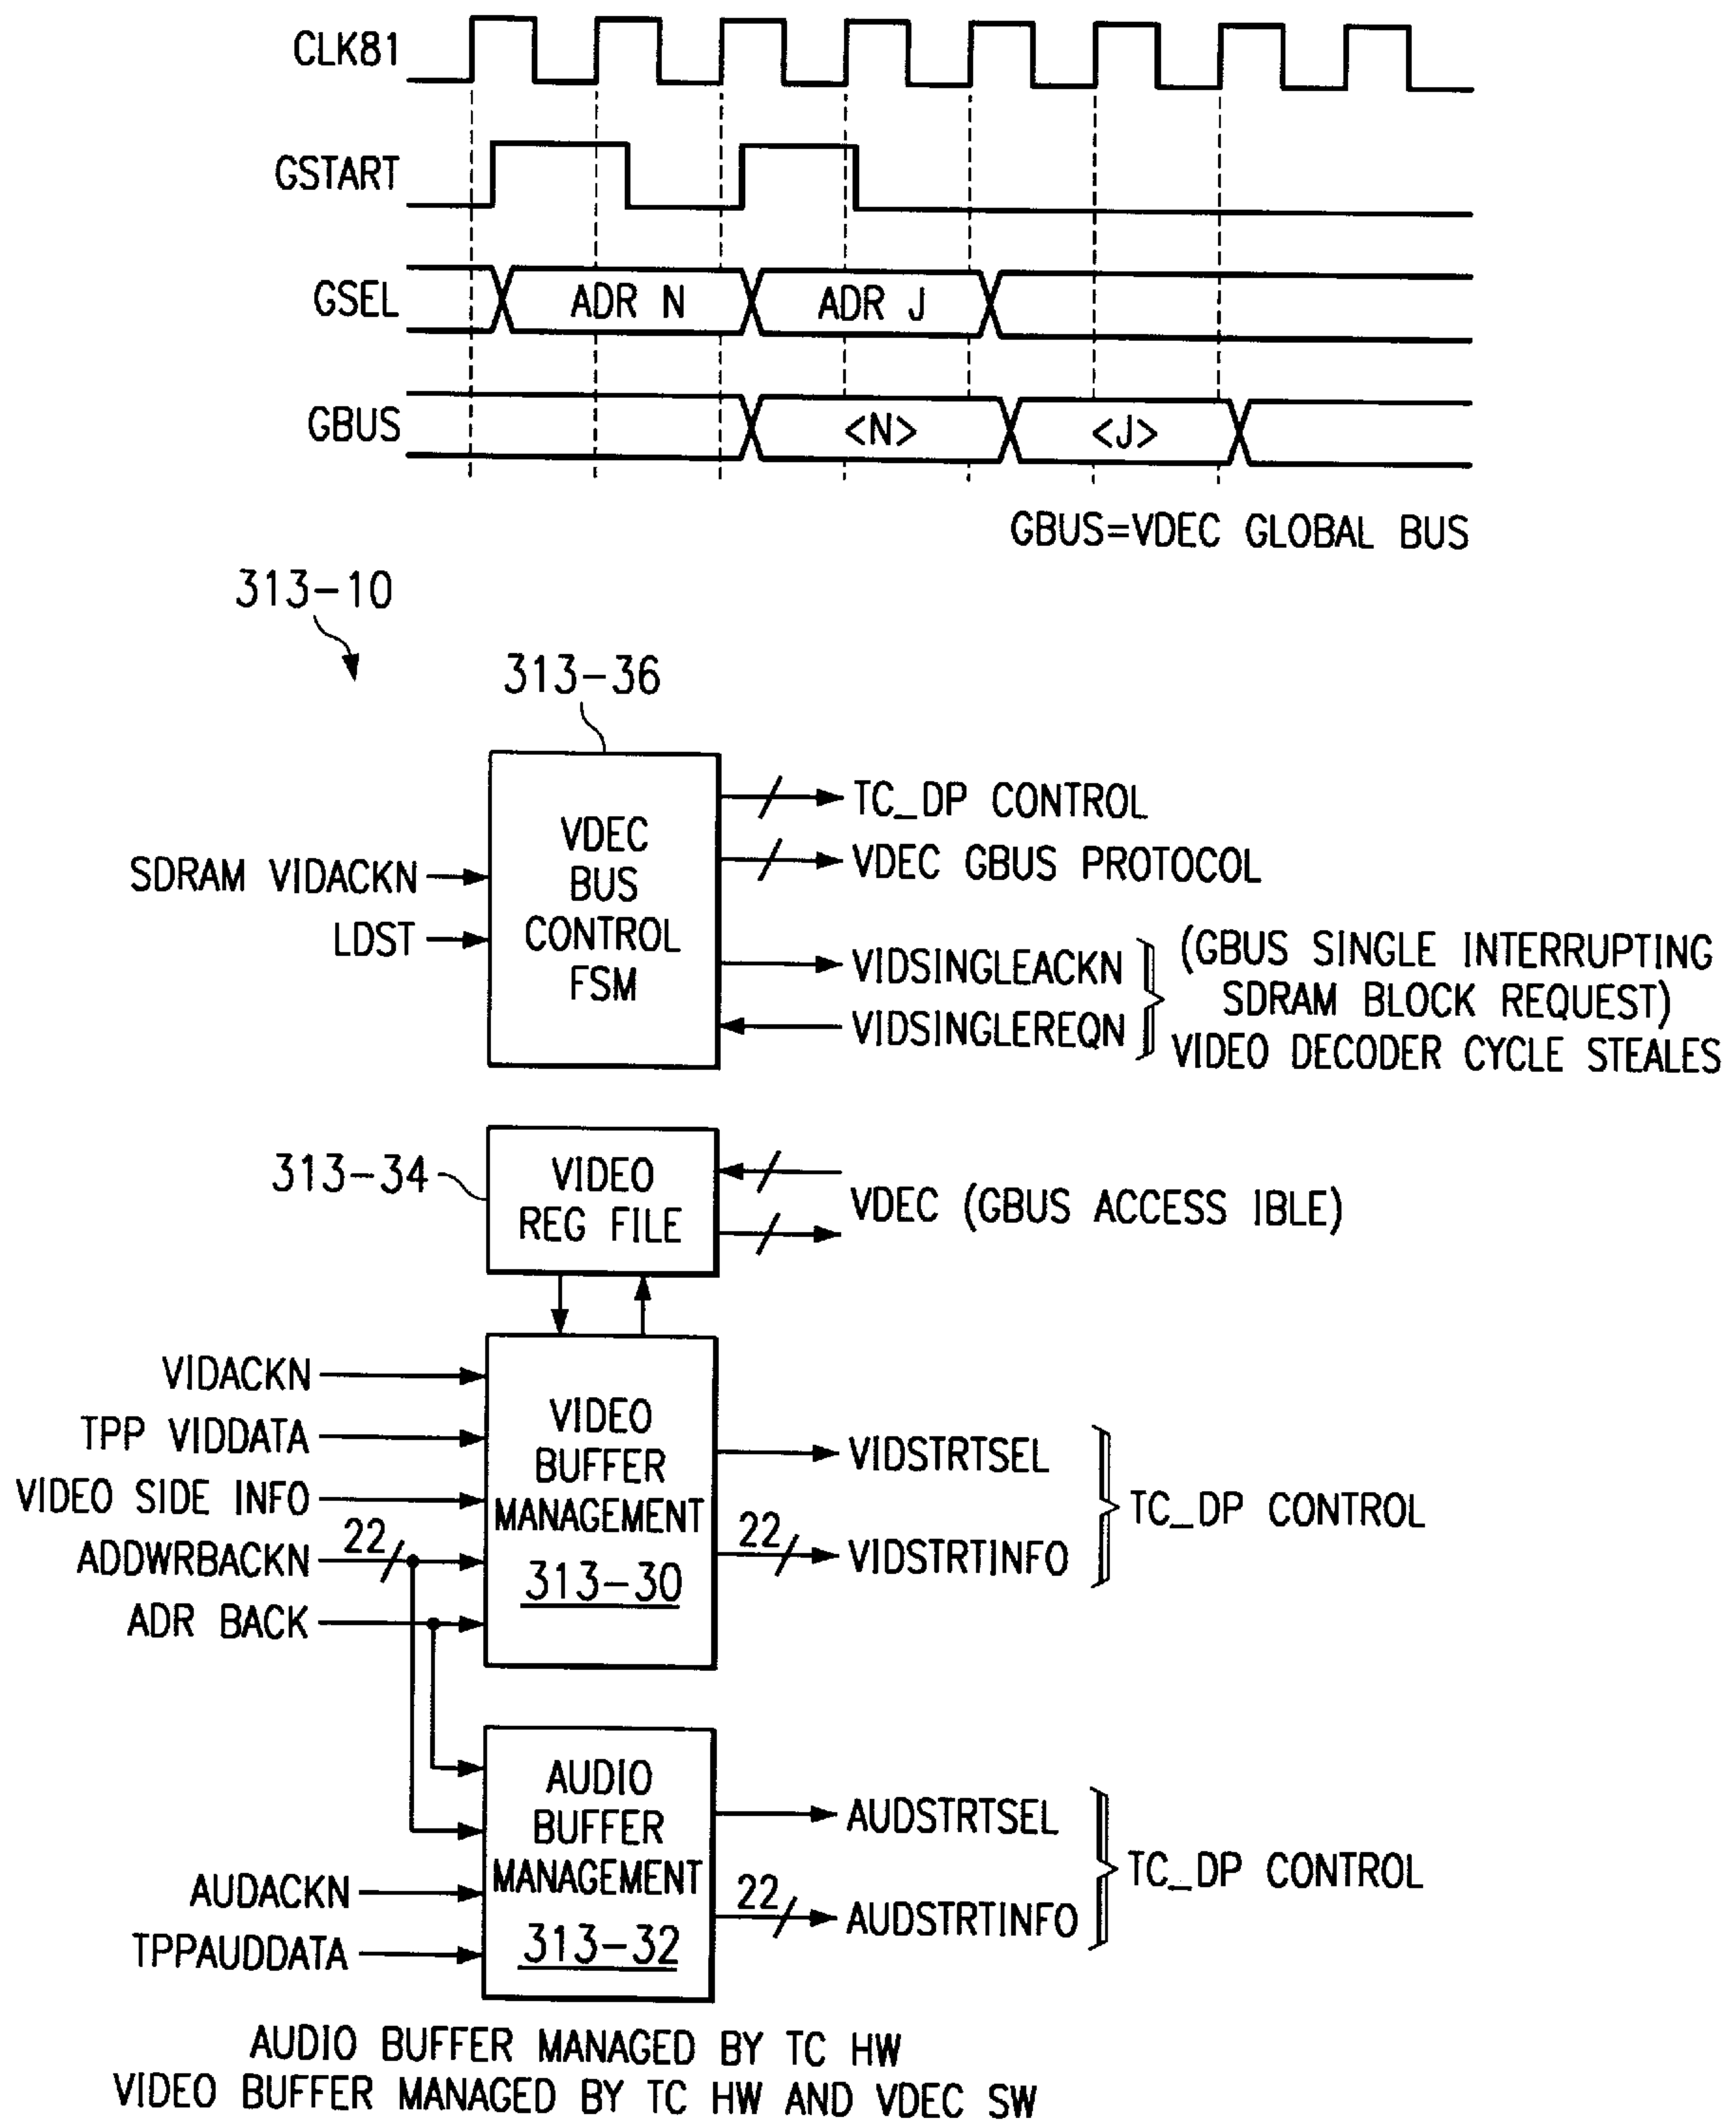 CLK81
GSTART
GSEL
ADR N
ADR J
GBUS
<N>
<J>
GBUS=VDEC GLOBAL BUS
313-10
313-36
VDEC
BUS
CONTROL
FSM
SDRAM VIDACKN
LDST
TC_DP CONTROL
VDEC GBUS PROTOCOL
VIDSINGLEACKN
VIDSINGLEREQN
(GBUS SINGLE INTERRUPTING
SDRAM BLOCK REQUEST)
VIDEO DECODER CYCLE STEALES
313-34
VIDEO
REG FILE
VDEC (GBUS ACCESS IBLE)
VIDACKN
TPP VIDDATA
VIDEO SIDE INFO
ADDWRBACKN
22
ADR BACK
VIDEO
BUFFER
MANAGEMENT
313-30
VIDSTRTSEL
22
VIDSTRTINFO
TC_DP CONTROL
AUDIO
BUFFER
MANAGEMENT
313-32
AUDACKN
TPPAUDDATA
AUDSTRTSEL
22
AUDSTRTINFO
TC_DP CONTROL
AUDIO BUFFER MANAGED BY TC HW
VIDEO BUFFER MANAGED BY TC HW AND VDEC SW